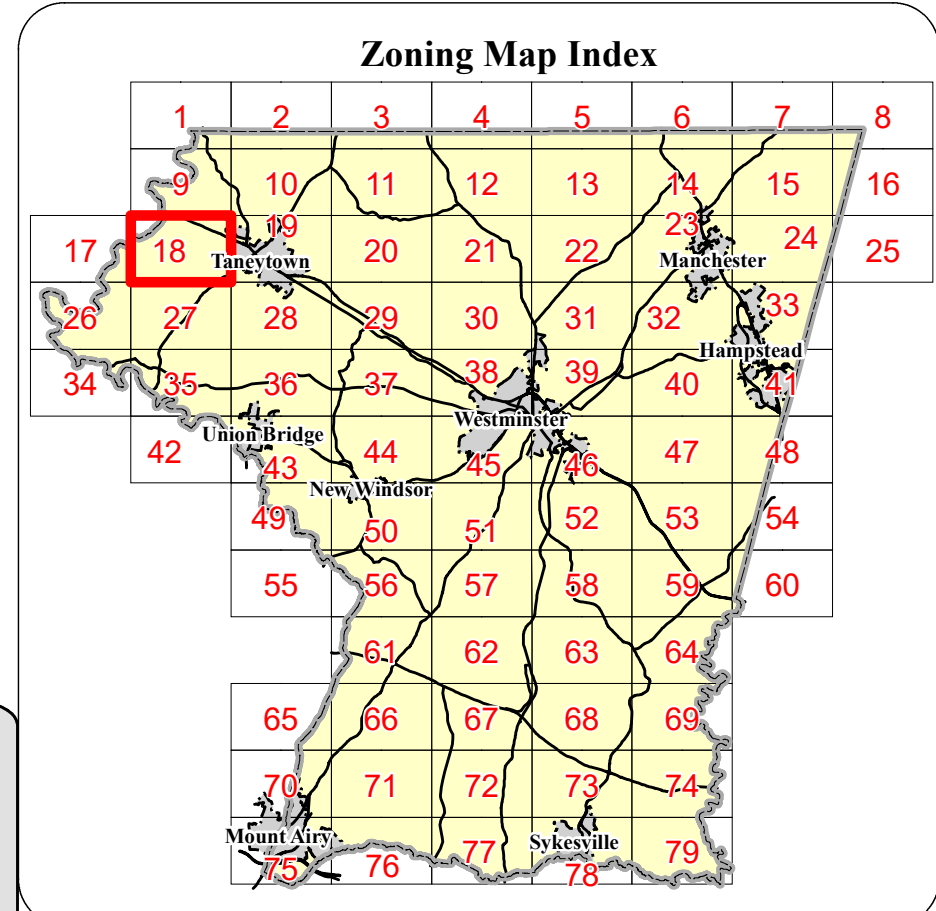 Zoning Map Index
1 2 3 4 5 6 7 8
9 10 11 12 13 14 15 16
17 18 19 20 21 22 23 24 25
Taneytown Manchester
26 27 28 29 30 31 32 33
Hampstead
34 35 36 37 38 39 40 41
Westminster
Union Bridge
42 43 44 45 46 47 48
New Windsor
49 50 51 52 53 54
55 56 57 58 59 60
61 62 63 64
65 66 67 68 69
70 71 72 73 74
Mount Airy Sykesville
75 76 77 78 79